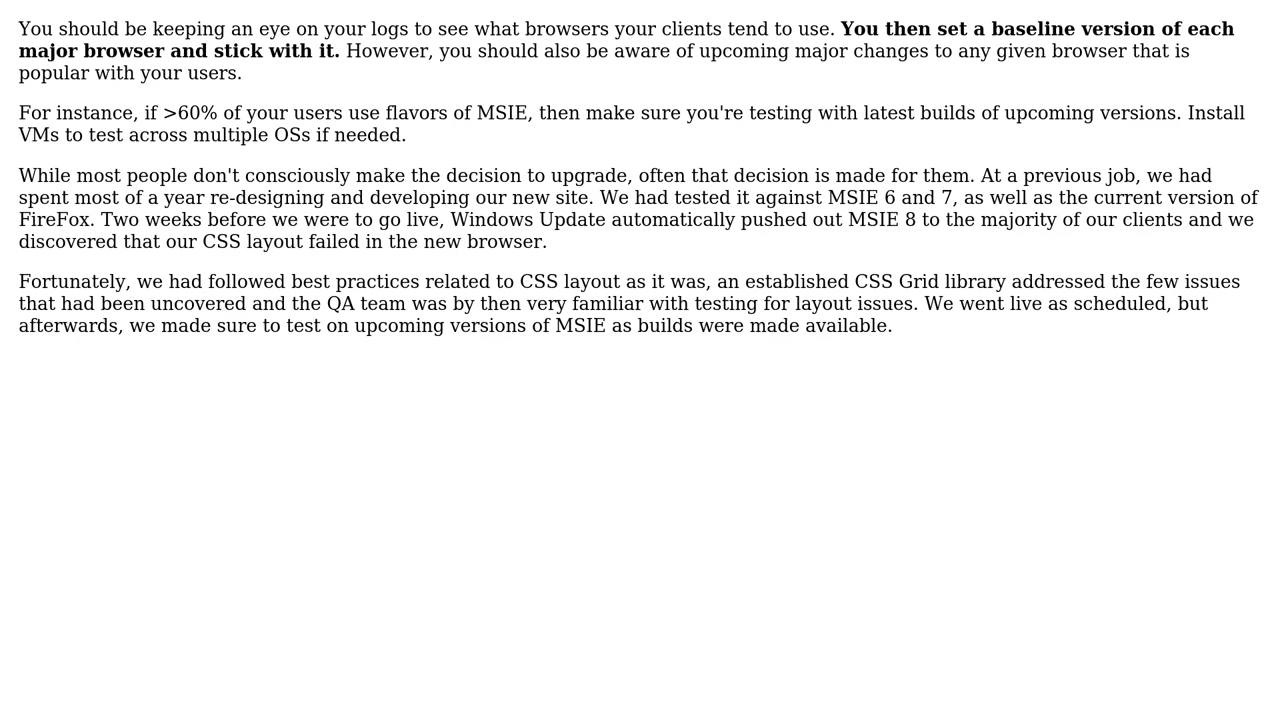 You should be keeping an eye on your logs to see what browsers your clients tend to use. You then set a baseline version of each
major browser and stick with it. However, you should also be aware of upcoming major changes to any given browser that is
popular with your users.
For instance, if >60% of your users use flavors of MSIE, then make sure you're testing with latest builds of upcoming versions. Install
VMs to test across multiple OSs if needed.
While most people don't consciously make the decision to upgrade, often that decision is made for them. At a previous job, we had
spent most of a year re-designing and developing our new site. We had tested it against MSIE 6 and 7, as well as the current version of
FireFox. Two weeks before we were to go live, Windows Update automatically pushed out MSIE 8 to the majority of our clients and we
discovered that our CSS layout failed in the new browser.
Fortunately, we had followed best practices related to CSS layout as it was, an established CSS Grid library addressed the few issues
that had been uncovered and the QA team was by then very familiar with testing for layout issues. We went live as scheduled, but
afterwards, we made sure to test on upcoming versions of MSIE as builds were made available.